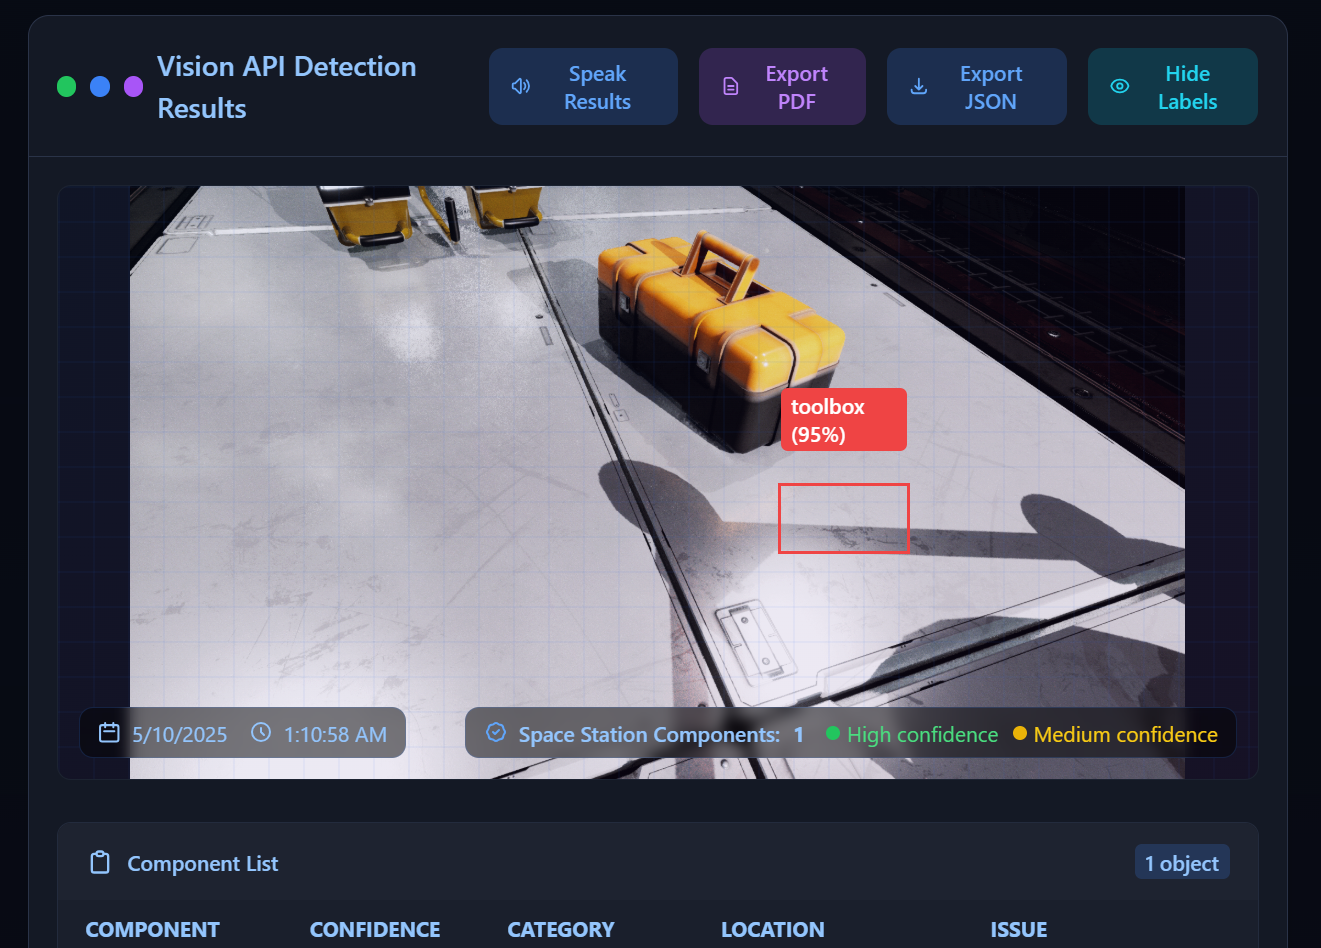 Vision API Detection
Results
Speak
Results
Export
PDF
Export
JSON
Hide
Labels
toolbox
(95%)
5/10/2025 1:10:58 AM
Space Station Components: 1 High confidence Medium confidence
Component List
1 object
COMPONENT CONFIDENCE CATEGORY LOCATION ISSUE